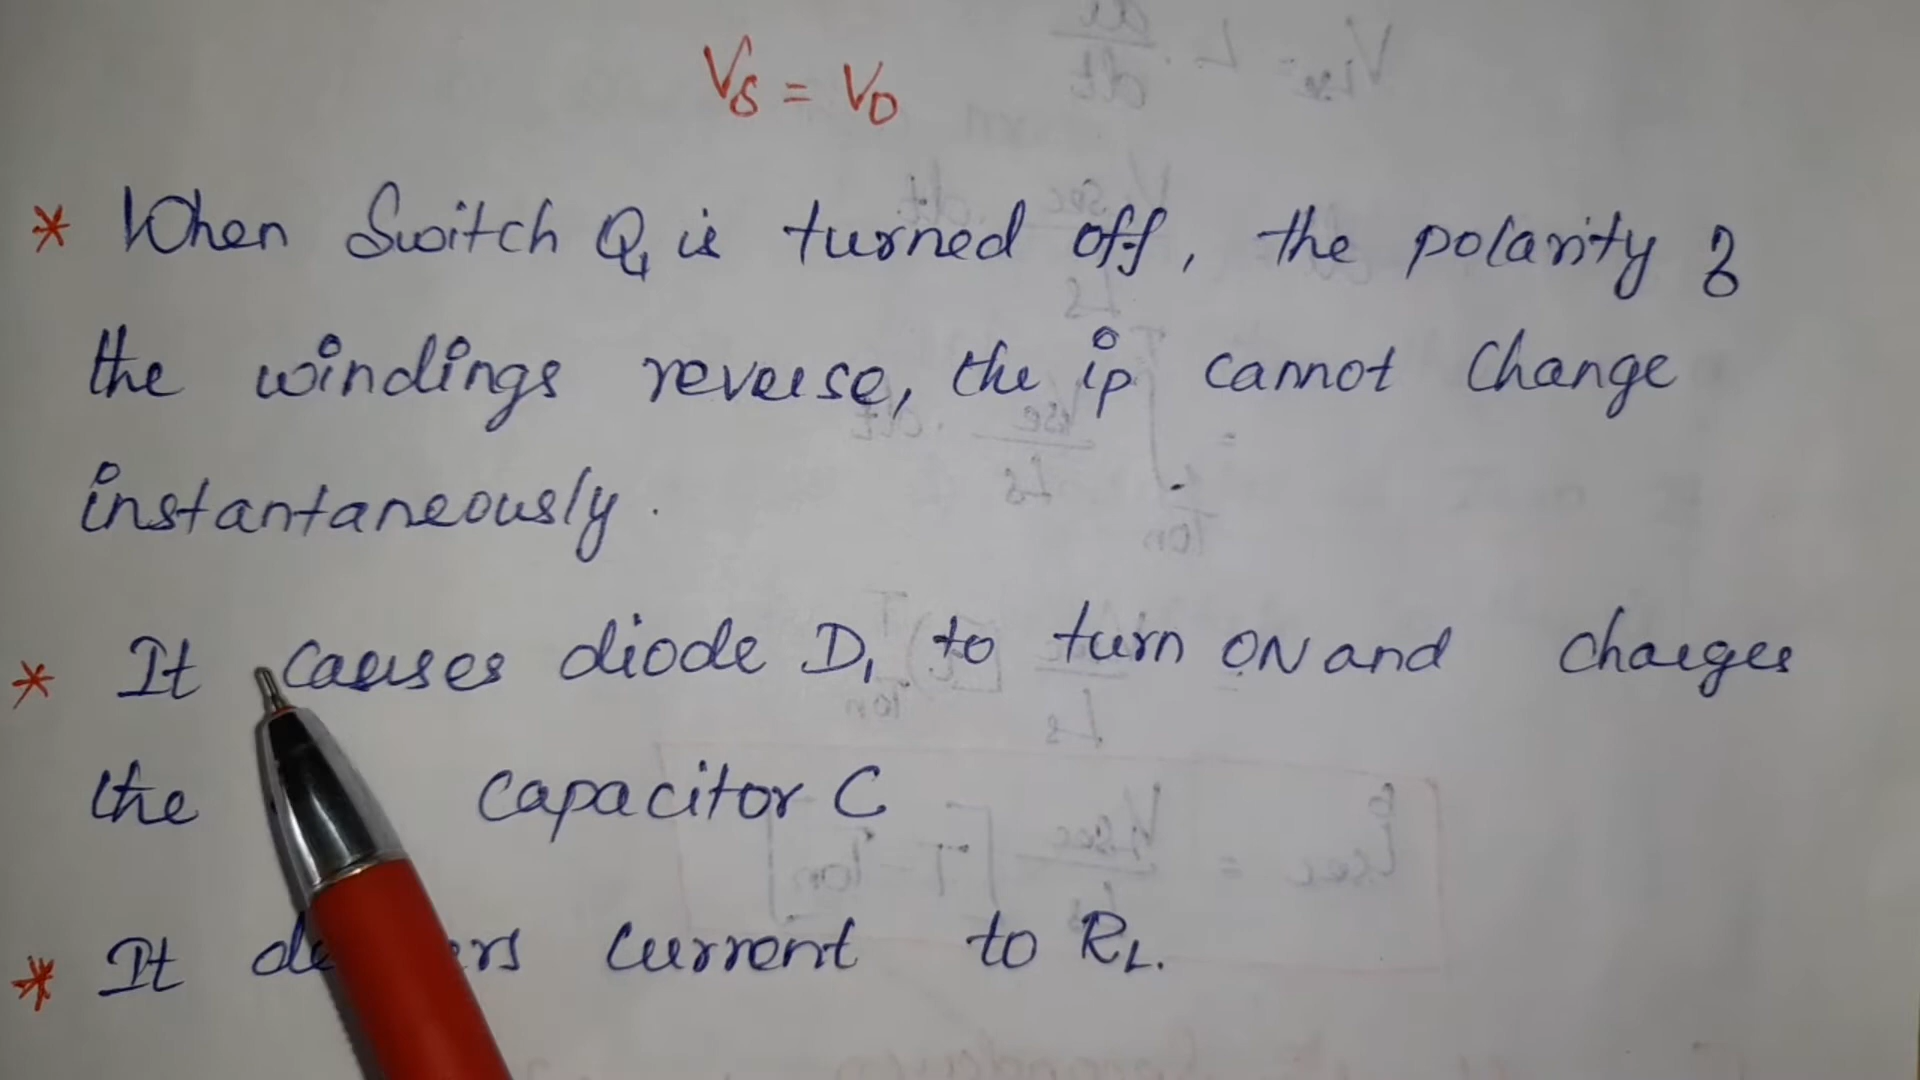 Vs = VO
* When Switch Q1 is turned off, the polarity of
the windings reverse, the ip cannot change
instantaneously.
* It causes diode D1 to turn ON and charges
the capacitor C
* It current to RL.